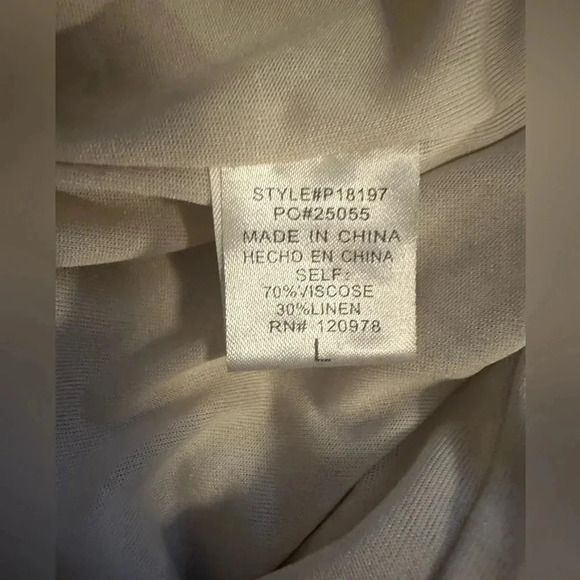 STYLE#P18197
PO#25055
MADE IN CHINA
HECHO EN CHINA
SELF:
70%VISCOSE
30%LINEN
RN# 120978
L